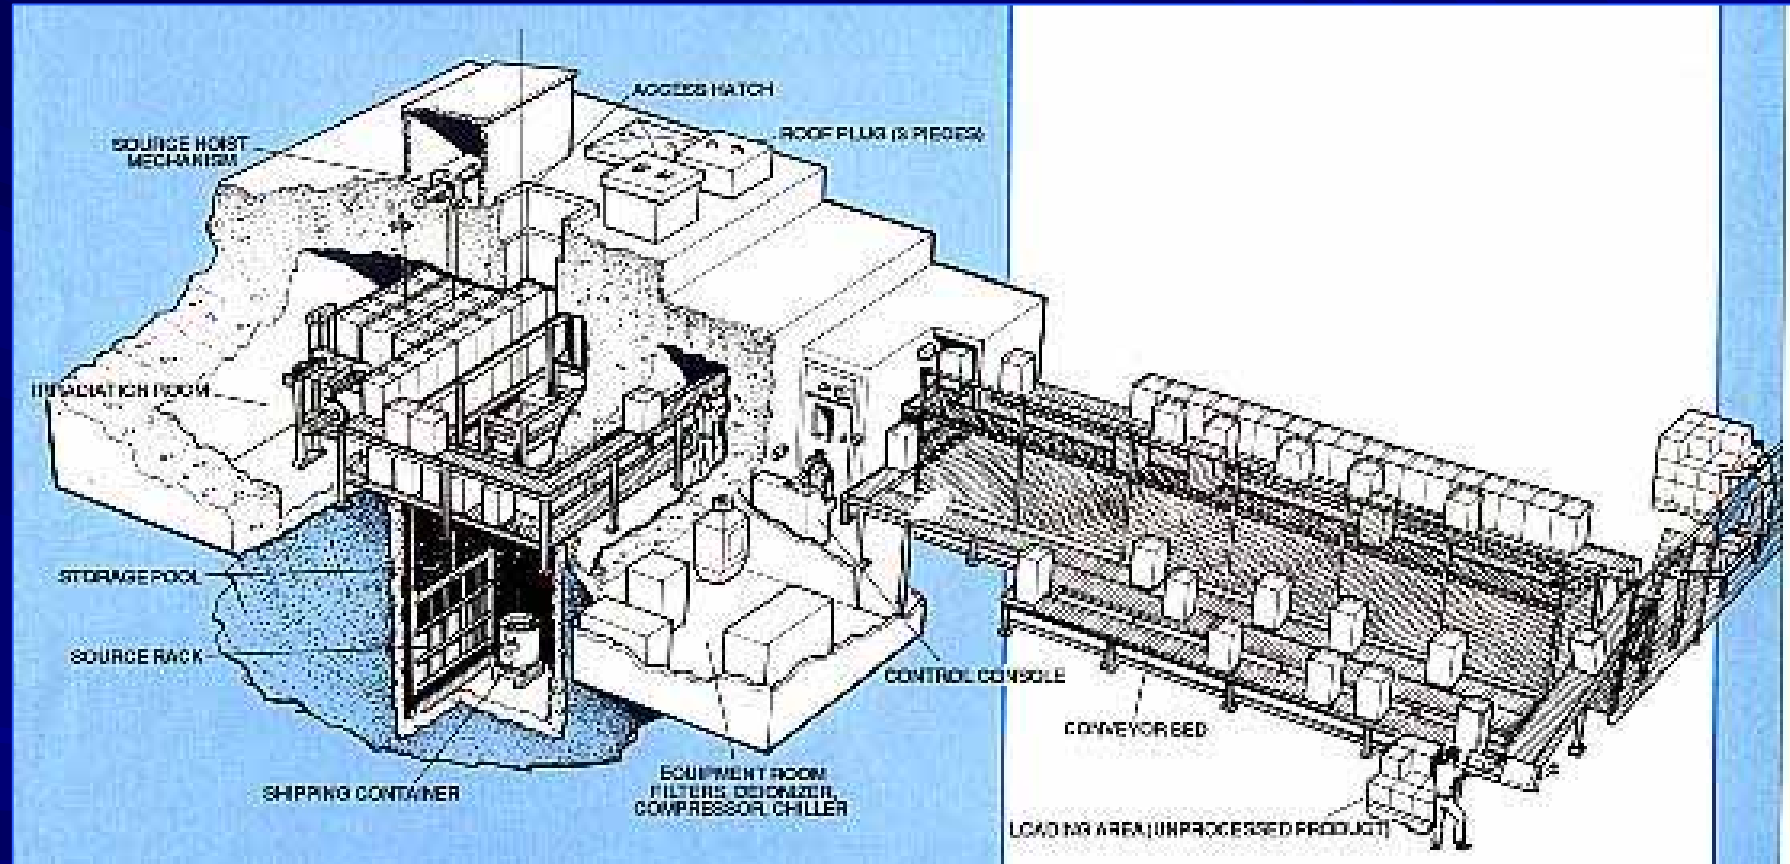 ACCESS HATCH
ROOF PLUG (3 PIECES)
SOURCE HOIST
MECHANISM
IRRADIATION ROOM
STORAGE POOL
SOURCE RACK
SHIPPING CONTAINER
EQUIPMENT ROOM
FILTERS, DEIONIZER,
COMPRESSOR, CHILLER
CONTROL CONSOLE
CONVEYOR BED
LOADING AREA (UNPROCESSED PRODUCT)